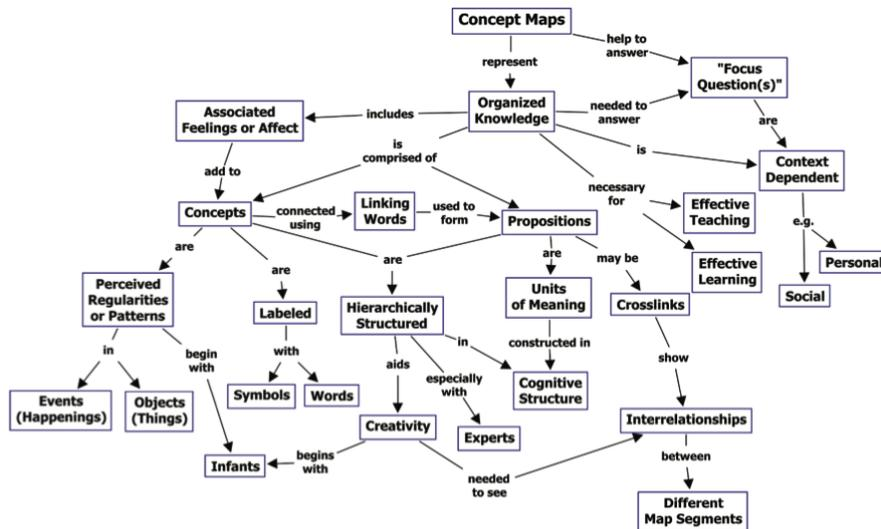 Concept Maps
help to
answer
represent
"Focus
Question(s)"
Associated
Feelings or Affect
includes
Organized
Knowledge
needed to
answer
are
is
comprised of
is
Context
Dependent
add to
necessary
for
Effective
Teaching
Concepts
connected
using
Linking
Words
used to
form
Propositions
e.g.
are
are
are
are
may be
Effective
Learning
Personal
Social
Perceived
Regularities
or Patterns
Labeled
Hierarchically
Structured
Units
of Meaning
Crosslinks
in
begin
with
with
in
constructed in
aids
especially
with
show
Events
(Happenings)
Objects
(Things)
Symbols
Words
Cognitive
Structure
Creativity
Experts
Interrelationships
Infants
begins
with
needed
to see
between
Different
Map Segments